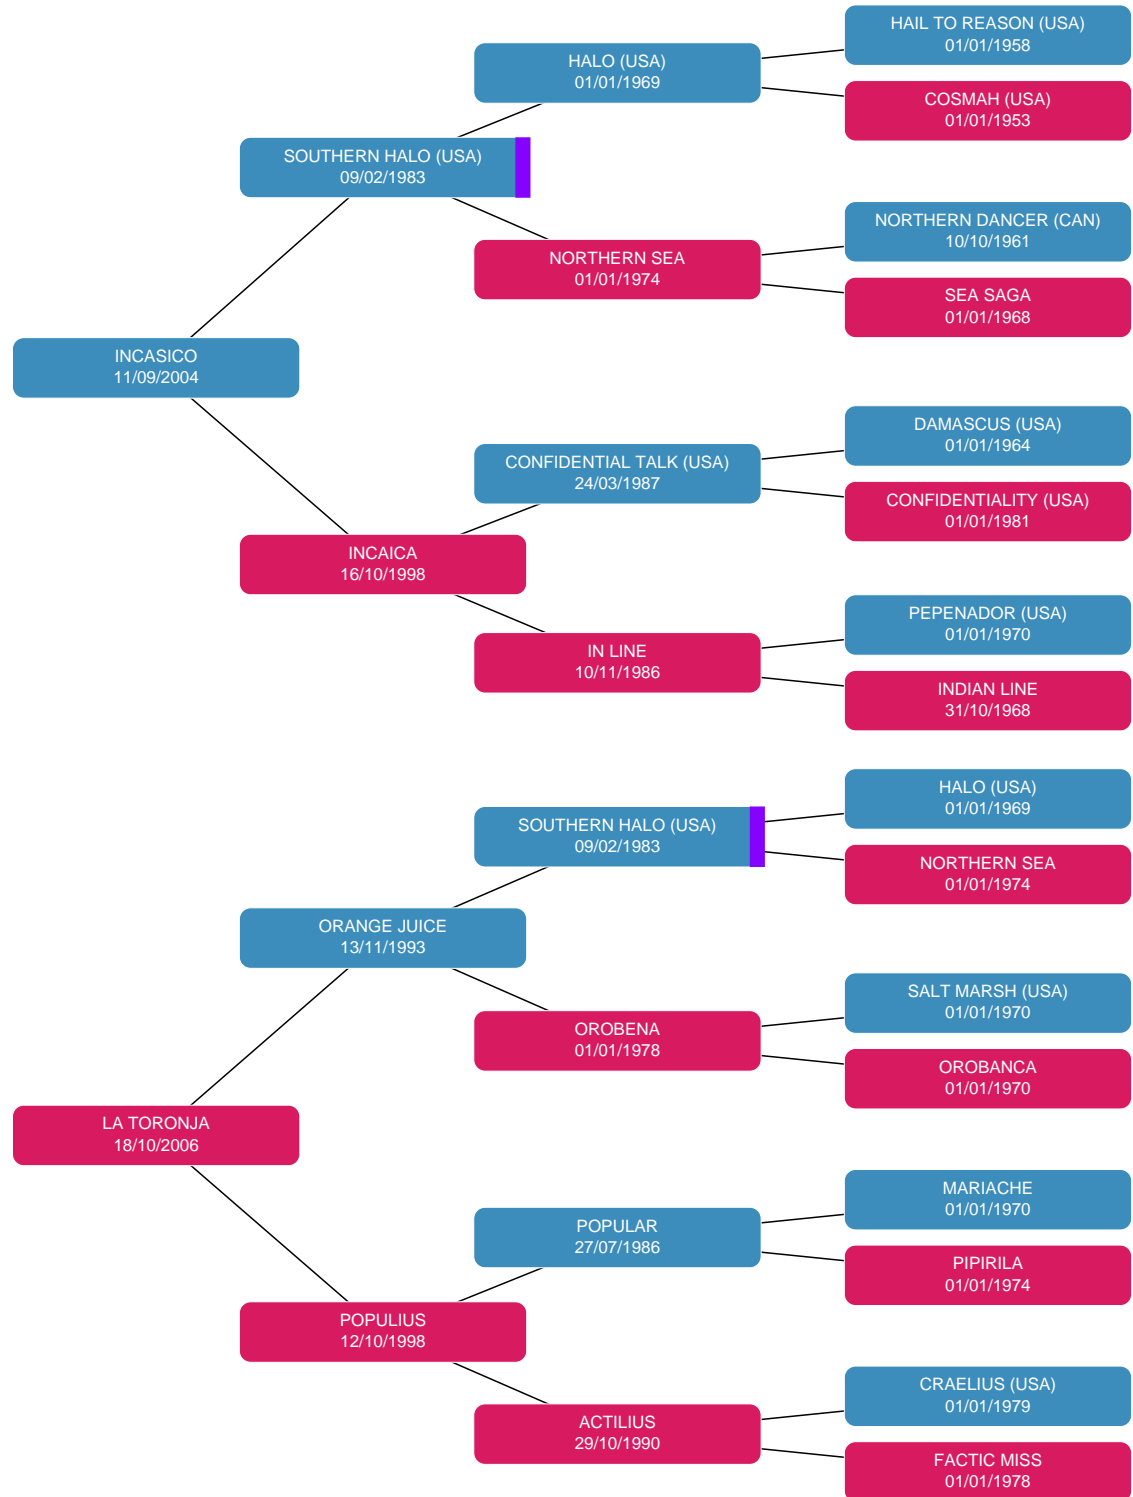 HAIL TO REASON (USA)
01/01/1958
HALO (USA)
01/01/1969
COSMAH (USA)
01/01/1953
SOUTHERN HALO (USA)
09/02/1983
NORTHERN DANCER (CAN)
10/10/1961
NORTHERN SEA
01/01/1974
SEA SAGA
01/01/1968
INCASICO
11/09/2004
DAMASCUS (USA)
01/01/1964
CONFIDENTIAL TALK (USA)
24/03/1987
CONFIDENTIALITY (USA)
01/01/1981
INCAICA
16/10/1998
PEPENADOR (USA)
01/01/1970
IN LINE
10/11/1986
INDIAN LINE
31/10/1968
HALO (USA)
01/01/1969
SOUTHERN HALO (USA)
09/02/1983
NORTHERN SEA
01/01/1974
ORANGE JUICE
13/11/1993
SALT MARSH (USA)
01/01/1970
OROBENA
01/01/1978
OROBANCA
01/01/1970
LA TORONJA
18/10/2006
MARIACHE
01/01/1970
POPULAR
27/07/1986
PIPIRILA
01/01/1974
POPULIUS
12/10/1998
CRAELIUS (USA)
01/01/1979
ACTILIUS
29/10/1990
FACTIC MISS
01/01/1978